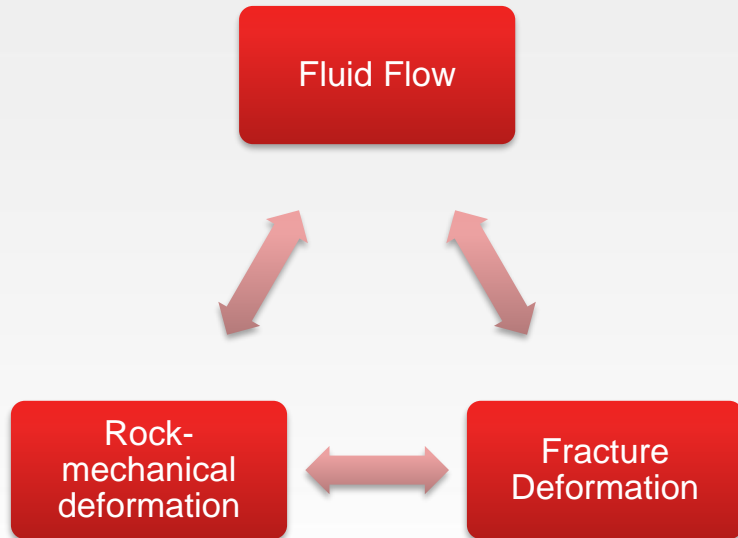 Fluid Flow
Rock-
mechanical
deformation
Fracture
Deformation